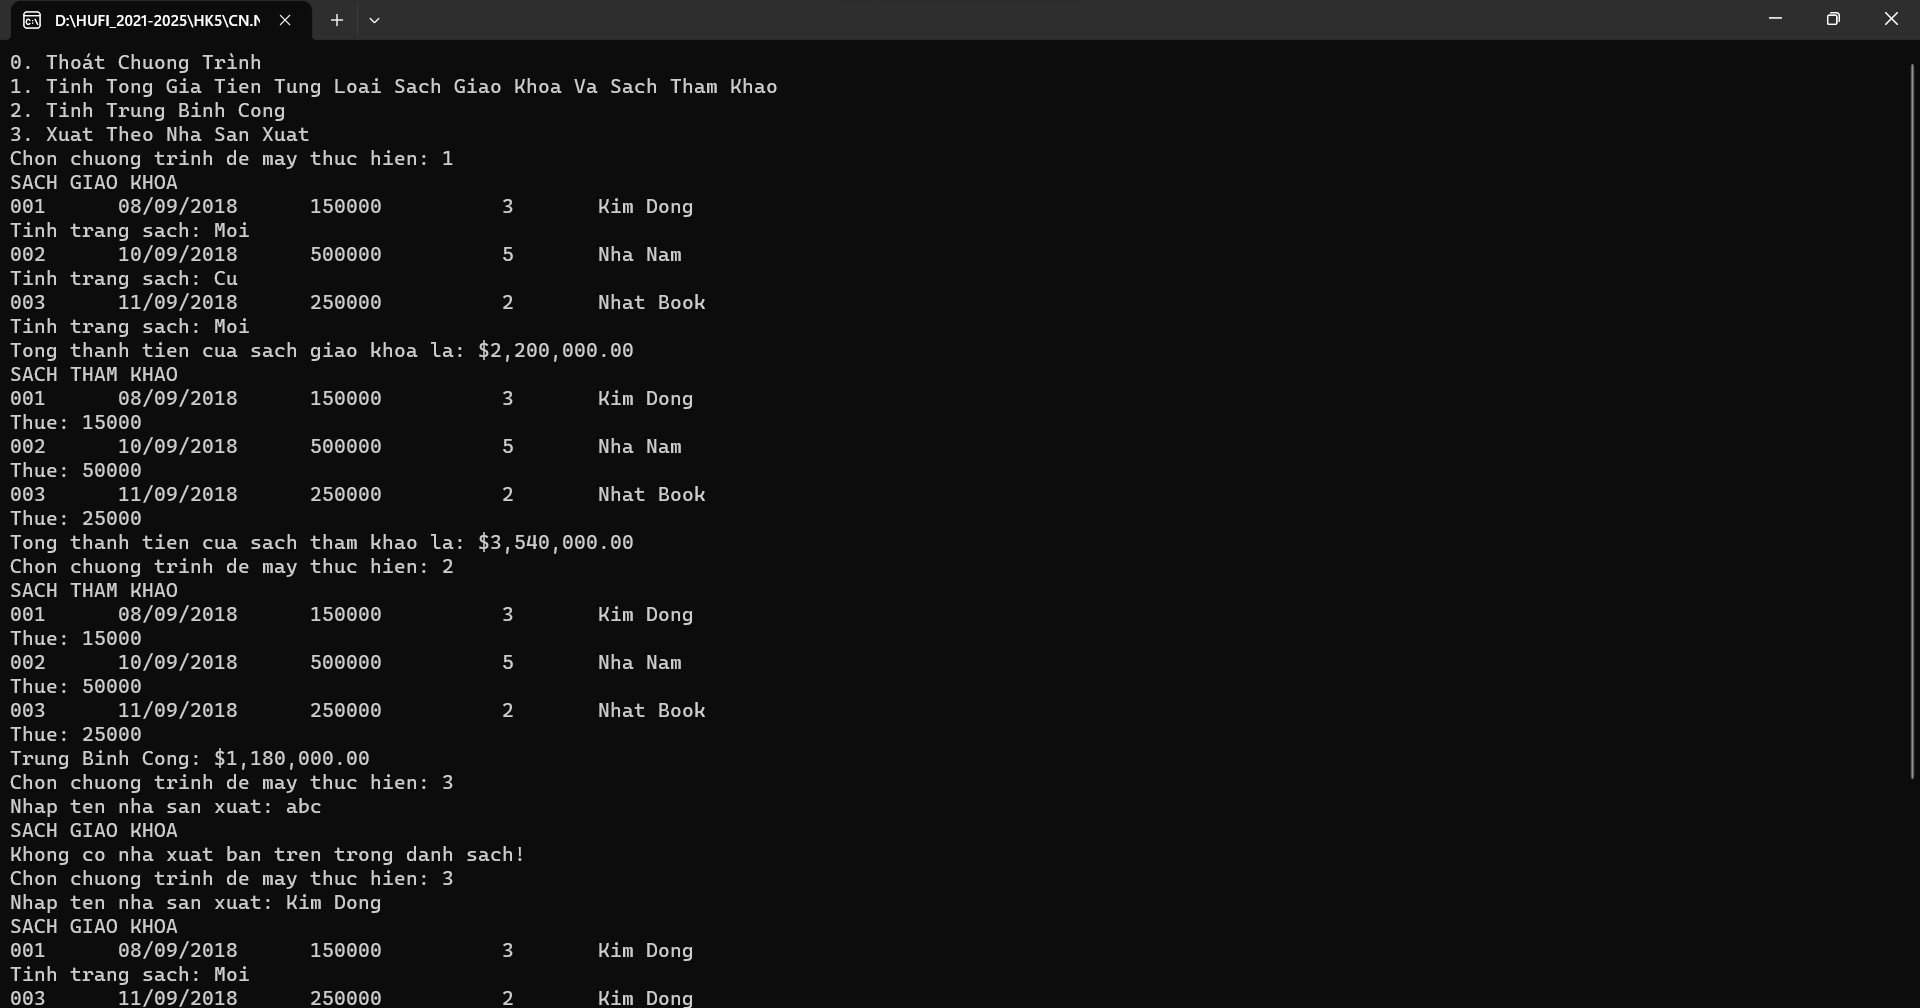 D:\HUFI_2021-2025\HK5\CN.N
0. Thoát Chuong Trình
1. Tinh Tong Gia Tien Tung Loai Sach Giao Khoa Va Sach Tham Khao
2. Tinh Trung Binh Cong
3. Xuat Theo Nha San Xuat
Chon chuong trinh de may thuc hien: 1
SACH GIAO KHOA
001 08/09/2018 150000 3 Kim Dong
Tinh trang sach: Moi
002 10/09/2018 500000 5 Nha Nam
Tinh trang sach: Cu
003 11/09/2018 250000 2 Nhat Book
Tinh trang sach: Moi
Tong thanh tien cua sach giao khoa la: $2,200,000.00
SACH THAM KHAO
001 08/09/2018 150000 3 Kim Dong
Thue: 15000
002 10/09/2018 500000 5 Nha Nam
Thue: 50000
003 11/09/2018 250000 2 Nhat Book
Thue: 25000
Tong thanh tien cua sach tham khao la: $3,540,000.00
Chon chuong trinh de may thuc hien: 2
SACH THAM KHAO
001 08/09/2018 150000 3 Kim Dong
Thue: 15000
002 10/09/2018 500000 5 Nha Nam
Thue: 50000
003 11/09/2018 250000 2 Nhat Book
Thue: 25000
Trung Binh Cong: $1,180,000.00
Chon chuong trinh de may thuc hien: 3
Nhap ten nha san xuat: abc
SACH GIAO KHOA
Khong co nha xuat ban tren trong danh sach!
Chon chuong trinh de may thuc hien: 3
Nhap ten nha san xuat: Kim Dong
SACH GIAO KHOA
001 08/09/2018 150000 3 Kim Dong
Tinh trang sach: Moi
003 11/09/2018 250000 2 Kim Dong